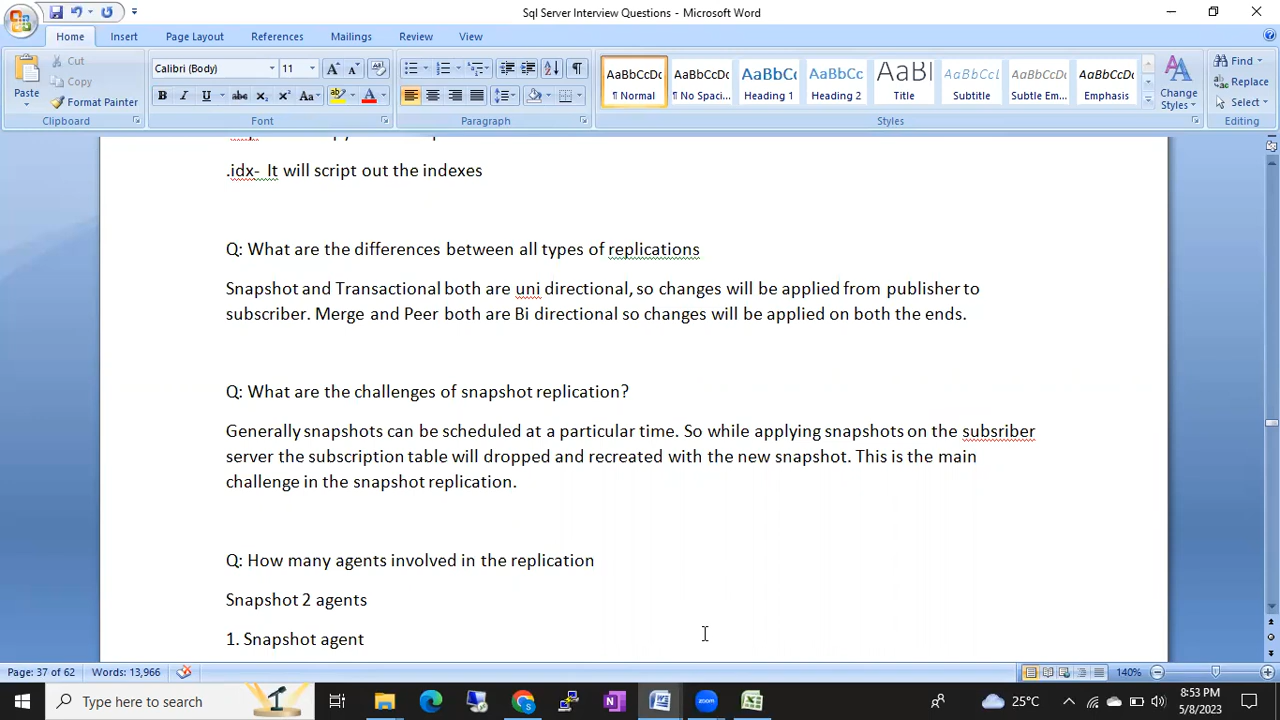 Sql Server Interview Questions - Microsoft Word
Home Insert Page Layout References Mailings Review View
Paste
Cut
Copy
Format Painter
Clipboard
Calibri (Body) 11
B I U abc x₂ x² Aa
Font
Paragraph
AaBbCcDc AaBbCcDc AaBbCc AaBbCc AaBl AaBbCcL AaBbCcDc AaBbCcDc
¶ Normal ¶ No Spaci... Heading 1 Heading 2 Title Subtitle Subtle Em... Emphasis
Styles
Change
Styles
Find
Replace
Select
Editing
.idx- It will script out the indexes
Q: What are the differences between all types of replications
Snapshot and Transactional both are uni directional, so changes will be applied from publisher to
subscriber. Merge and Peer both are Bi directional so changes will be applied on both the ends.
Q: What are the challenges of snapshot replication?
Generally snapshots can be scheduled at a particular time. So while applying snapshots on the subsriber
server the subscription table will dropped and recreated with the new snapshot. This is the main
challenge in the snapshot replication.
Q: How many agents involved in the replication
Snapshot 2 agents
1. Snapshot agent
Page: 37 of 62 Words: 13,966 140%
Type here to search
zoom
25°C
8:53 PM
5/8/2023